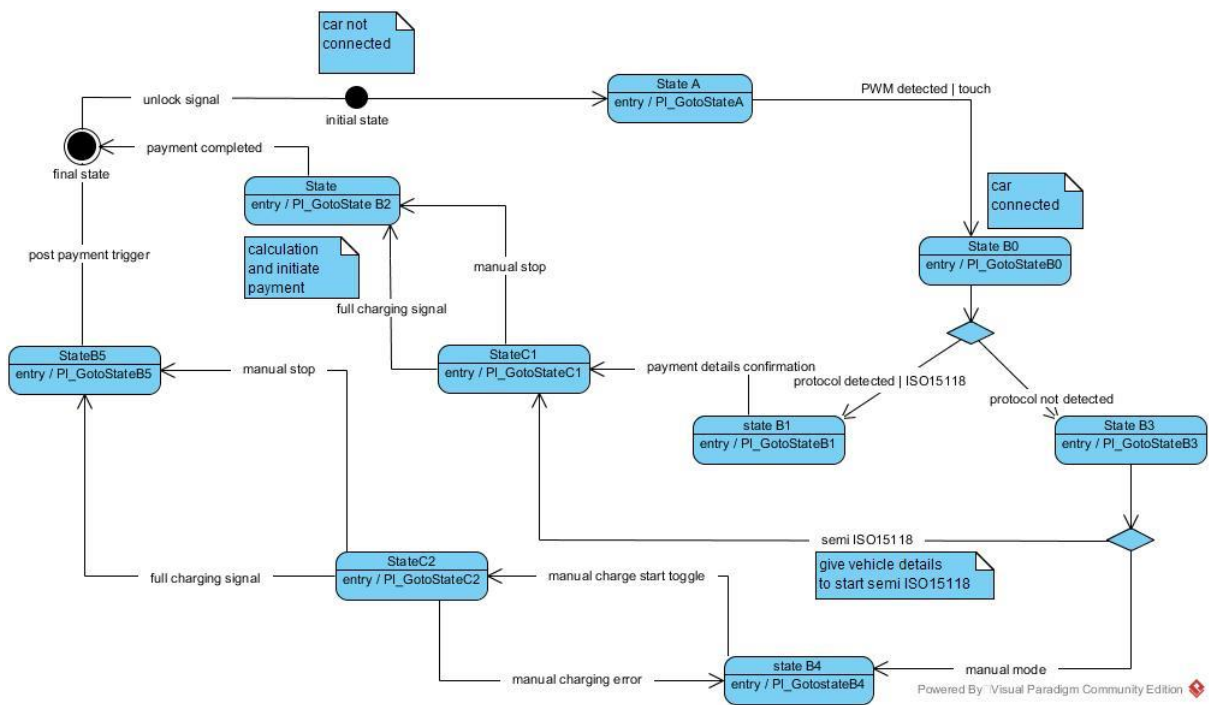 car not
connected
State A
entry / PI_GotoStateA
PWM detected | touch
unlock signal
initial state
payment completed
final state
State
entry / PI_GotoState B2
car
connected
State B0
entry / PI_GotoStateB0
calculation
and initiate
payment
post payment trigger
manual stop
full charging signal
StateB5
entry / PI_GotoStateB5
manual stop
StateC1
entry / PI_GotoStateC1
payment details confirmation
protocol detected | ISO15118
protocol not detected
state B1
entry / PI_GotoStateB1
State B3
entry / PI_GotoStateB3
semi ISO15118
give vehicle details
to start semi ISO15118
StateC2
entry / PI_GotoStateC2
full charging signal
manual charge start toggle
state B4
entry / PI_GotostateB4
manual charging error
manual mode
Powered By Visual Paradigm Community Edition